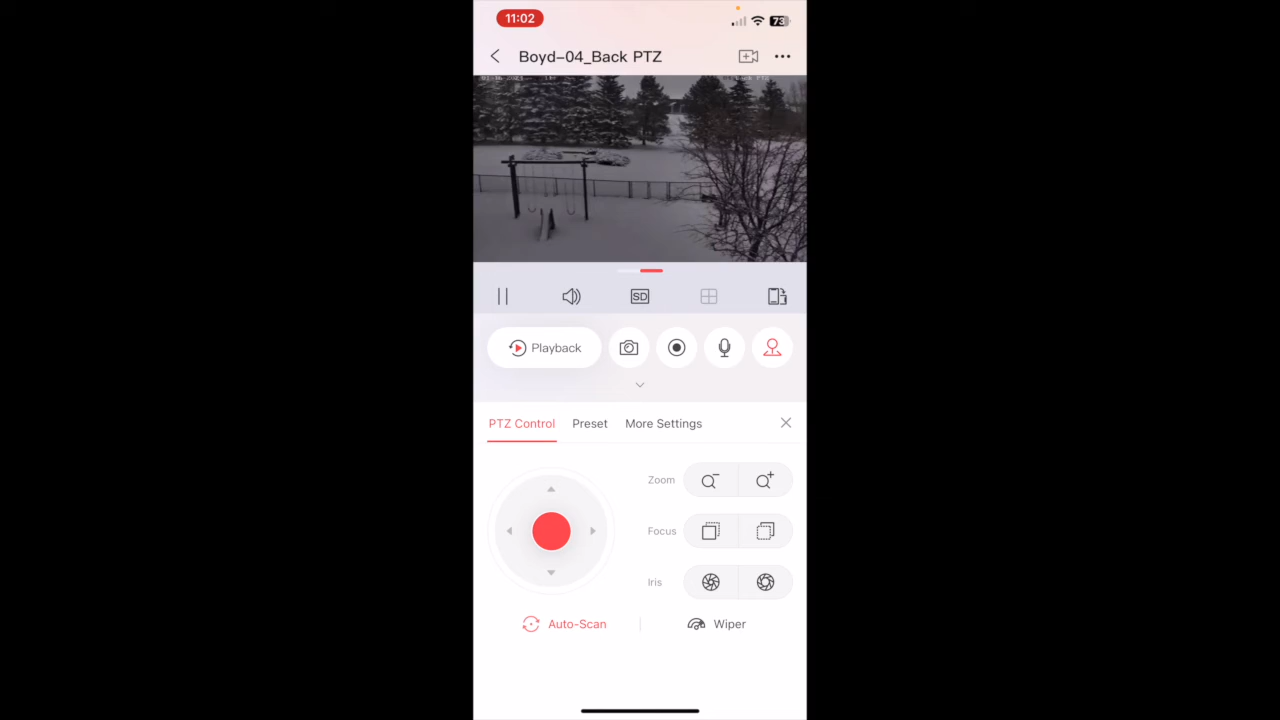 11:02
73
Boyd-04_Back PTZ
SD
Playback
PTZ Control
Preset
More Settings
Zoom
Focus
Iris
Auto-Scan
Wiper